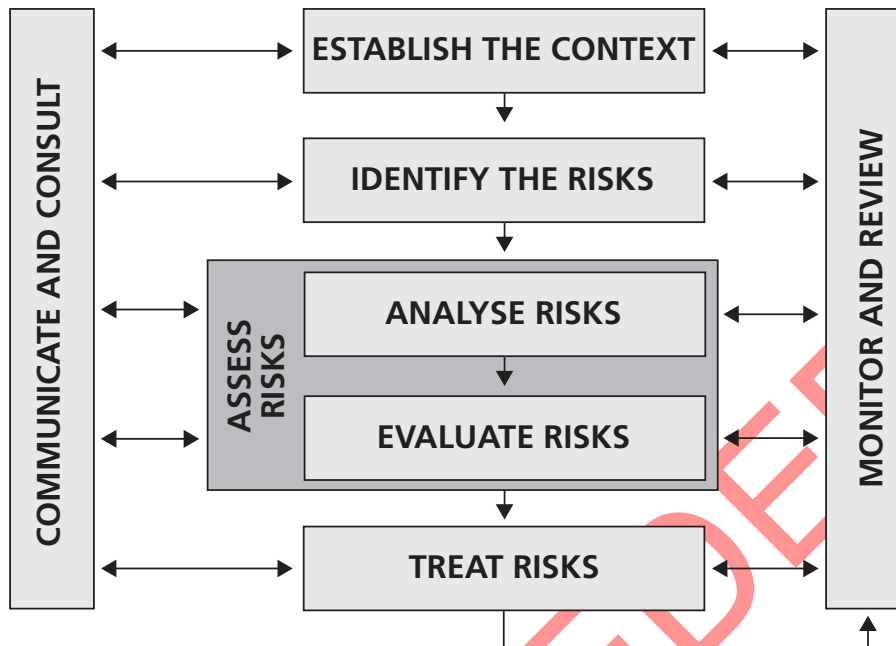 ESTABLISH THE CONTEXT
COMMUNICATE AND CONSULT
IDENTIFY THE RISKS
MONITOR AND REVIEW
ASSESS
RISKS
ANALYSE RISKS
EVALUATE RISKS
TREAT RISKS